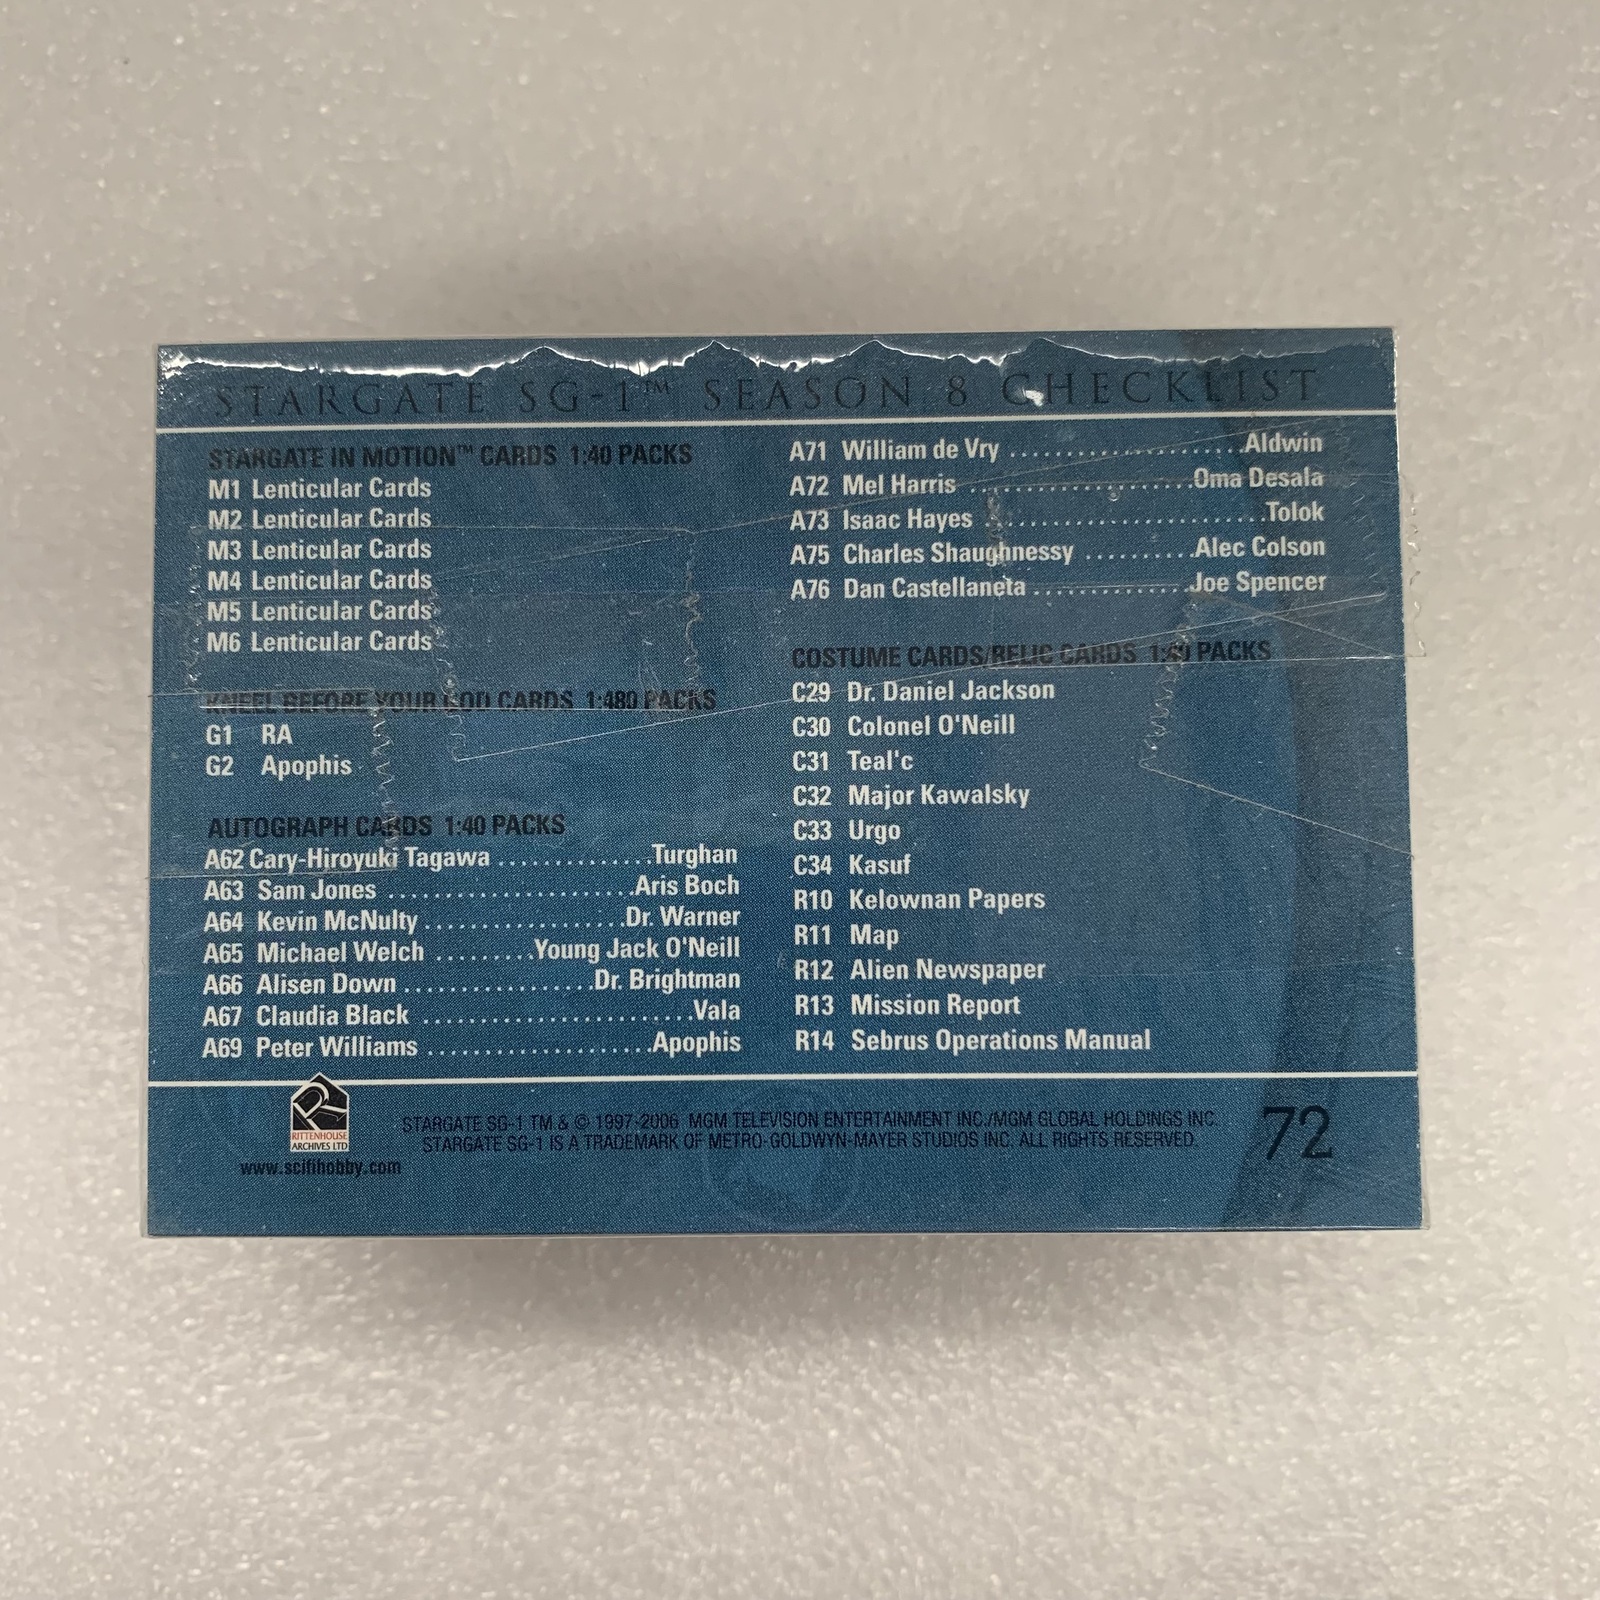 STARGATE SG-1™ SEASON 8 CHECKLIST
STARGATE IN MOTION™ CARDS 1:40 PACKS
M1 Lenticular Cards
M2 Lenticular Cards
M3 Lenticular Cards
M4 Lenticular Cards
M5 Lenticular Cards
M6 Lenticular Cards
KNEEL BEFORE YOUR GOD CARDS 1:480 PACKS
G1 RA
G2 Apophis
AUTOGRAPH CARDS 1:40 PACKS
A62 Cary-Hiroyuki Tagawa ..............Turghan
A63 Sam Jones ......................Aris Boch
A64 Kevin McNulty ....................Dr. Warner
A65 Michael Welch .........Young Jack O'Neill
A66 Alisen Down .................Dr. Brightman
A67 Claudia Black ........................Vala
A69 Peter Williams ....................Apophis
A71 William de Vry .....................Aldwin
A72 Mel Harris ....................Oma Desala
A73 Isaac Hayes .........................Tolok
A75 Charles Shaughnessy ..........Alec Colson
A76 Dan Castellaneta ..............Joe Spencer
COSTUME CARDS/RELIC CARDS 1:40 PACKS
C29 Dr. Daniel Jackson
C30 Colonel O'Neill
C31 Teal'c
C32 Major Kawalsky
C33 Urgo
C34 Kasuf
R10 Kelownan Papers
R11 Map
R12 Alien Newspaper
R13 Mission Report
R14 Sebrus Operations Manual
RITTENHOUSE
ARCHIVES LTD
www.scifihobby.com
STARGATE SG-1 TM & © 1997-2006 MGM TELEVISION ENTERTAINMENT INC./MGM GLOBAL HOLDINGS INC.
STARGATE SG-1 IS A TRADEMARK OF METRO-GOLDWYN-MAYER STUDIOS INC. ALL RIGHTS RESERVED.
72